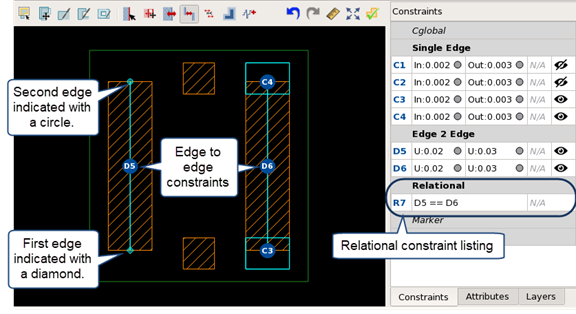 Constraints
Cglobal
Single Edge
C1 In:0.002 Out:0.003 N/A
C2 In:0.002 Out:0.003 N/A
C3 In:0.002 Out:0.003 N/A
C4 In:0.002 Out:0.003 N/A
Edge 2 Edge
D5 U:0.02 U:0.03 N/A
D6 U:0.02 U:0.03 N/A
Relational
R7 D5 == D6 N/A
Marker
Relational constraint listing
Constraints Attributes Layers
Second edge
indicated with
a circle.
Edge to
edge
constraints
First edge
indicated with
a diamond.
C4
D5
D6
C3